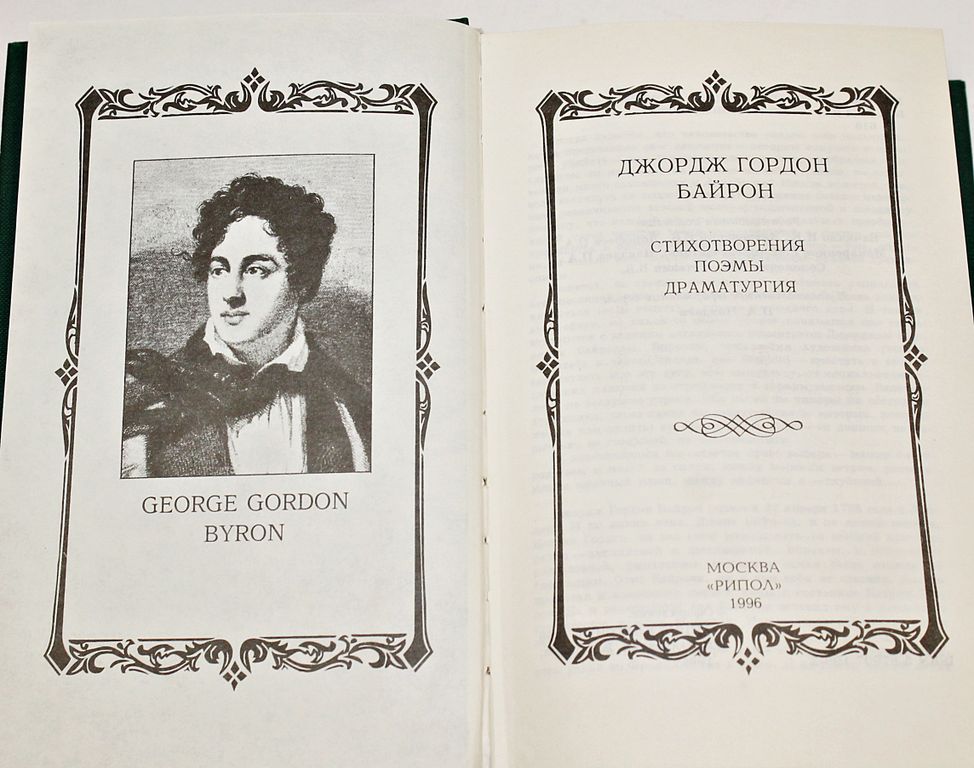 GEORGE GORDON
BYRON
ДЖОРДЖ ГОРДОН
БАЙРОН
СТИХОТВОРЕНИЯ
ПОЭМЫ
ДРАМАТУРГИЯ
МОСКВА
«РИПОЛ»
1996